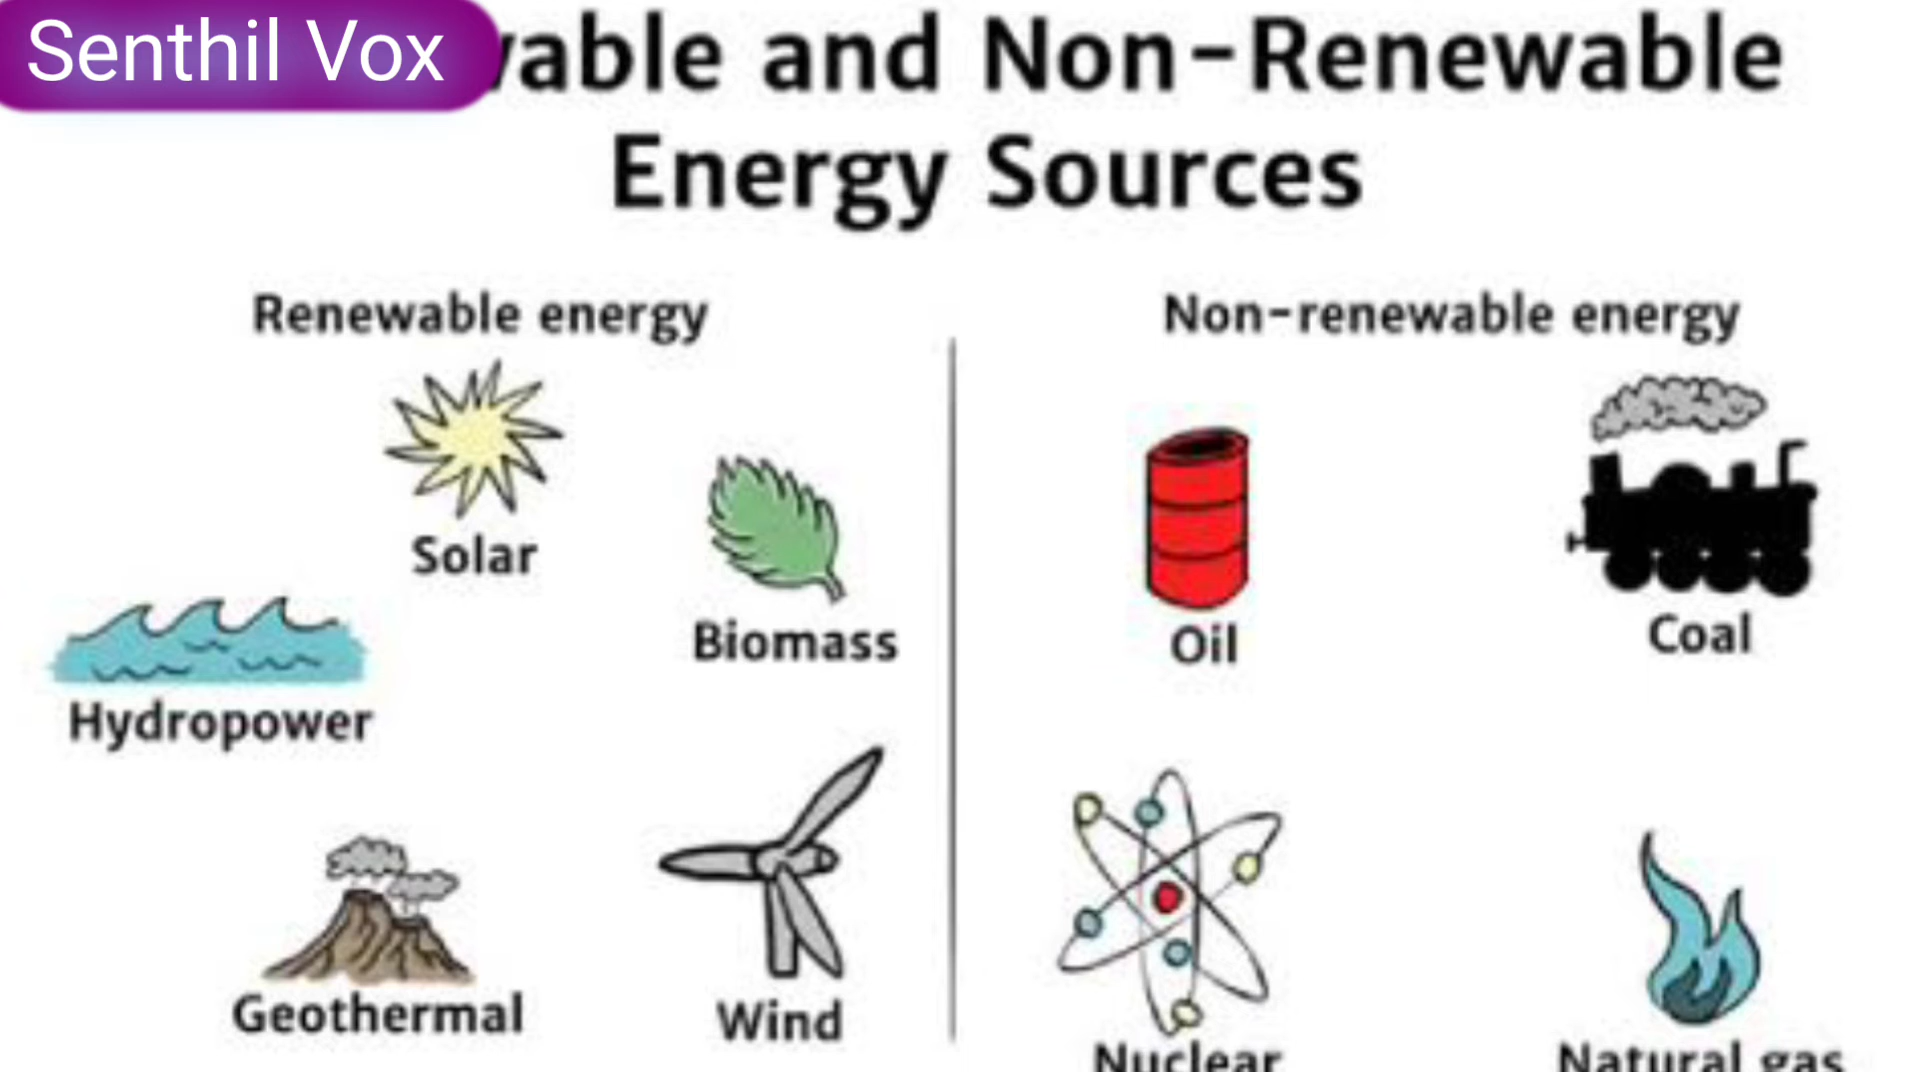 Senthil Vox
and Non-Renewable
Energy Sources
Renewable energy
Non-renewable energy
Solar
Biomass
Hydropower
Geothermal
Wind
Oil
Coal
Nuclear
Natural gas